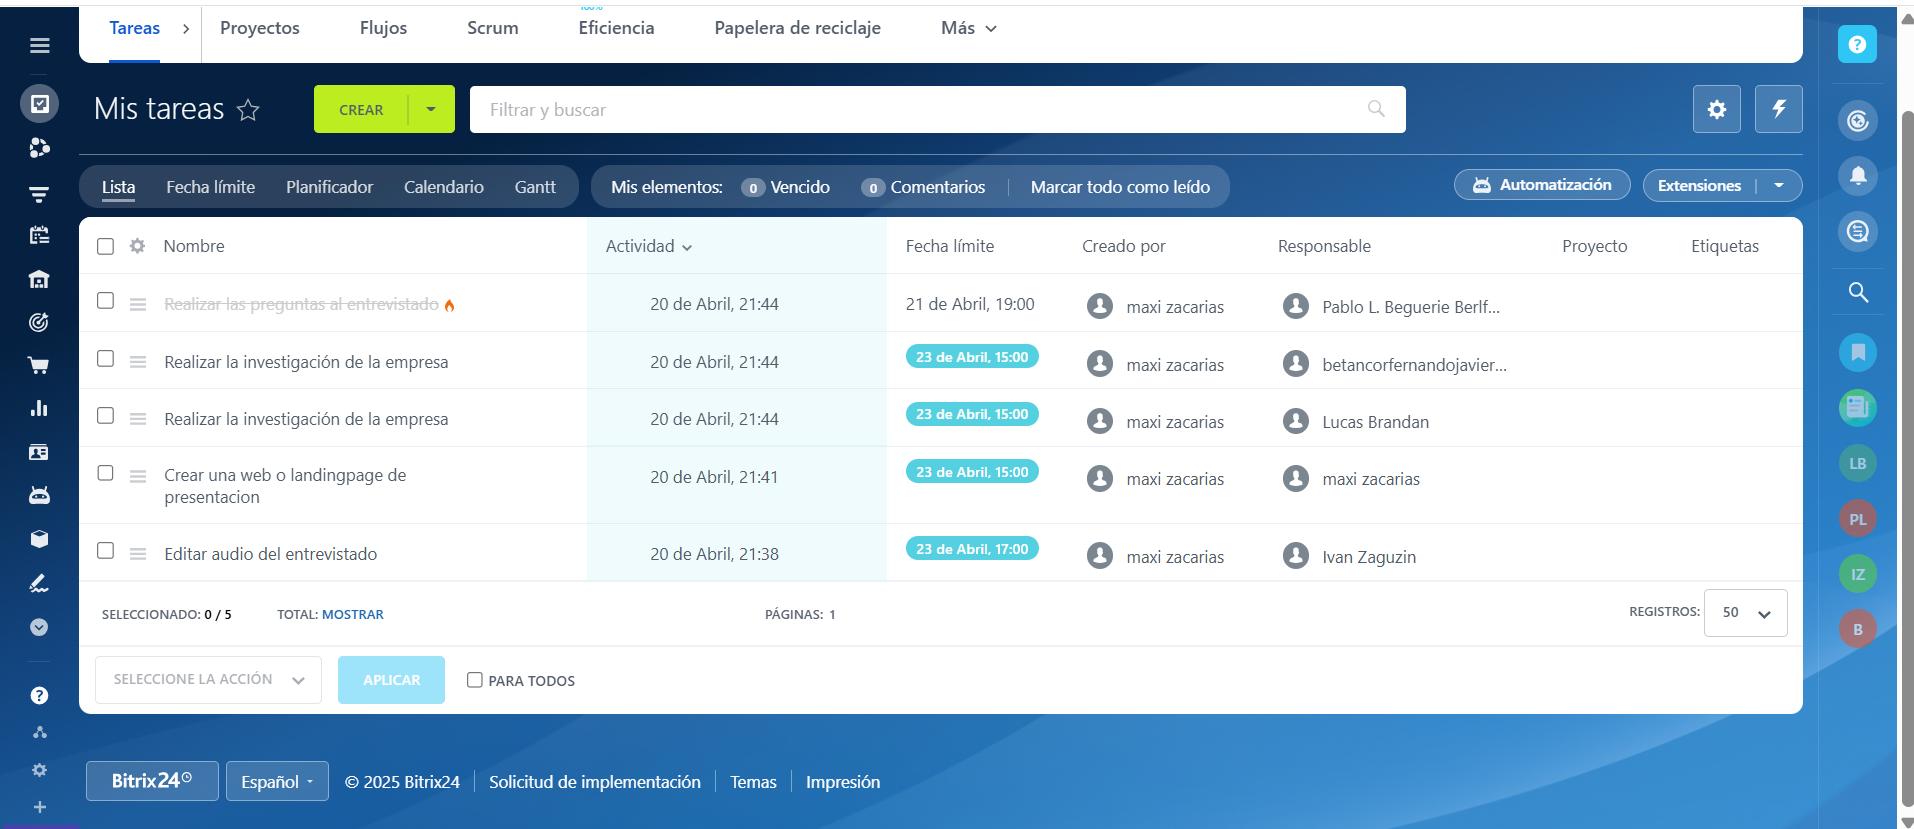 100%
Tareas > Proyectos Flujos Scrum Eficiencia Papelera de reciclaje Más
Mis tareas CREAR Filtrar y buscar
Lista Fecha límite Planificador Calendario Gantt Mis elementos: 0 Vencido 0 Comentarios Marcar todo como leído Automatización Extensiones
Nombre Actividad Fecha límite Creado por Responsable Proyecto Etiquetas
Realizar las preguntas al entrevistado 20 de Abril, 21:44 21 de Abril, 19:00 maxi zacarias Pablo L. Beguerie Berlf...
Realizar la investigación de la empresa 20 de Abril, 21:44 23 de Abril, 15:00 maxi zacarias betancorfernandojavier...
Realizar la investigación de la empresa 20 de Abril, 21:44 23 de Abril, 15:00 maxi zacarias Lucas Brandan
Crear una web o landingpage de
presentacion 20 de Abril, 21:41 23 de Abril, 15:00 maxi zacarias maxi zacarias
Editar audio del entrevistado 20 de Abril, 21:38 23 de Abril, 17:00 maxi zacarias Ivan Zaguzin
SELECCIONADO: 0 / 5 TOTAL: MOSTRAR PÁGINAS: 1 REGISTROS: 50
SELECCIONE LA ACCIÓN APLICAR PARA TODOS
Bitrix24 Español © 2025 Bitrix24 Solicitud de implementación Temas Impresión
LB
PL
IZ
B